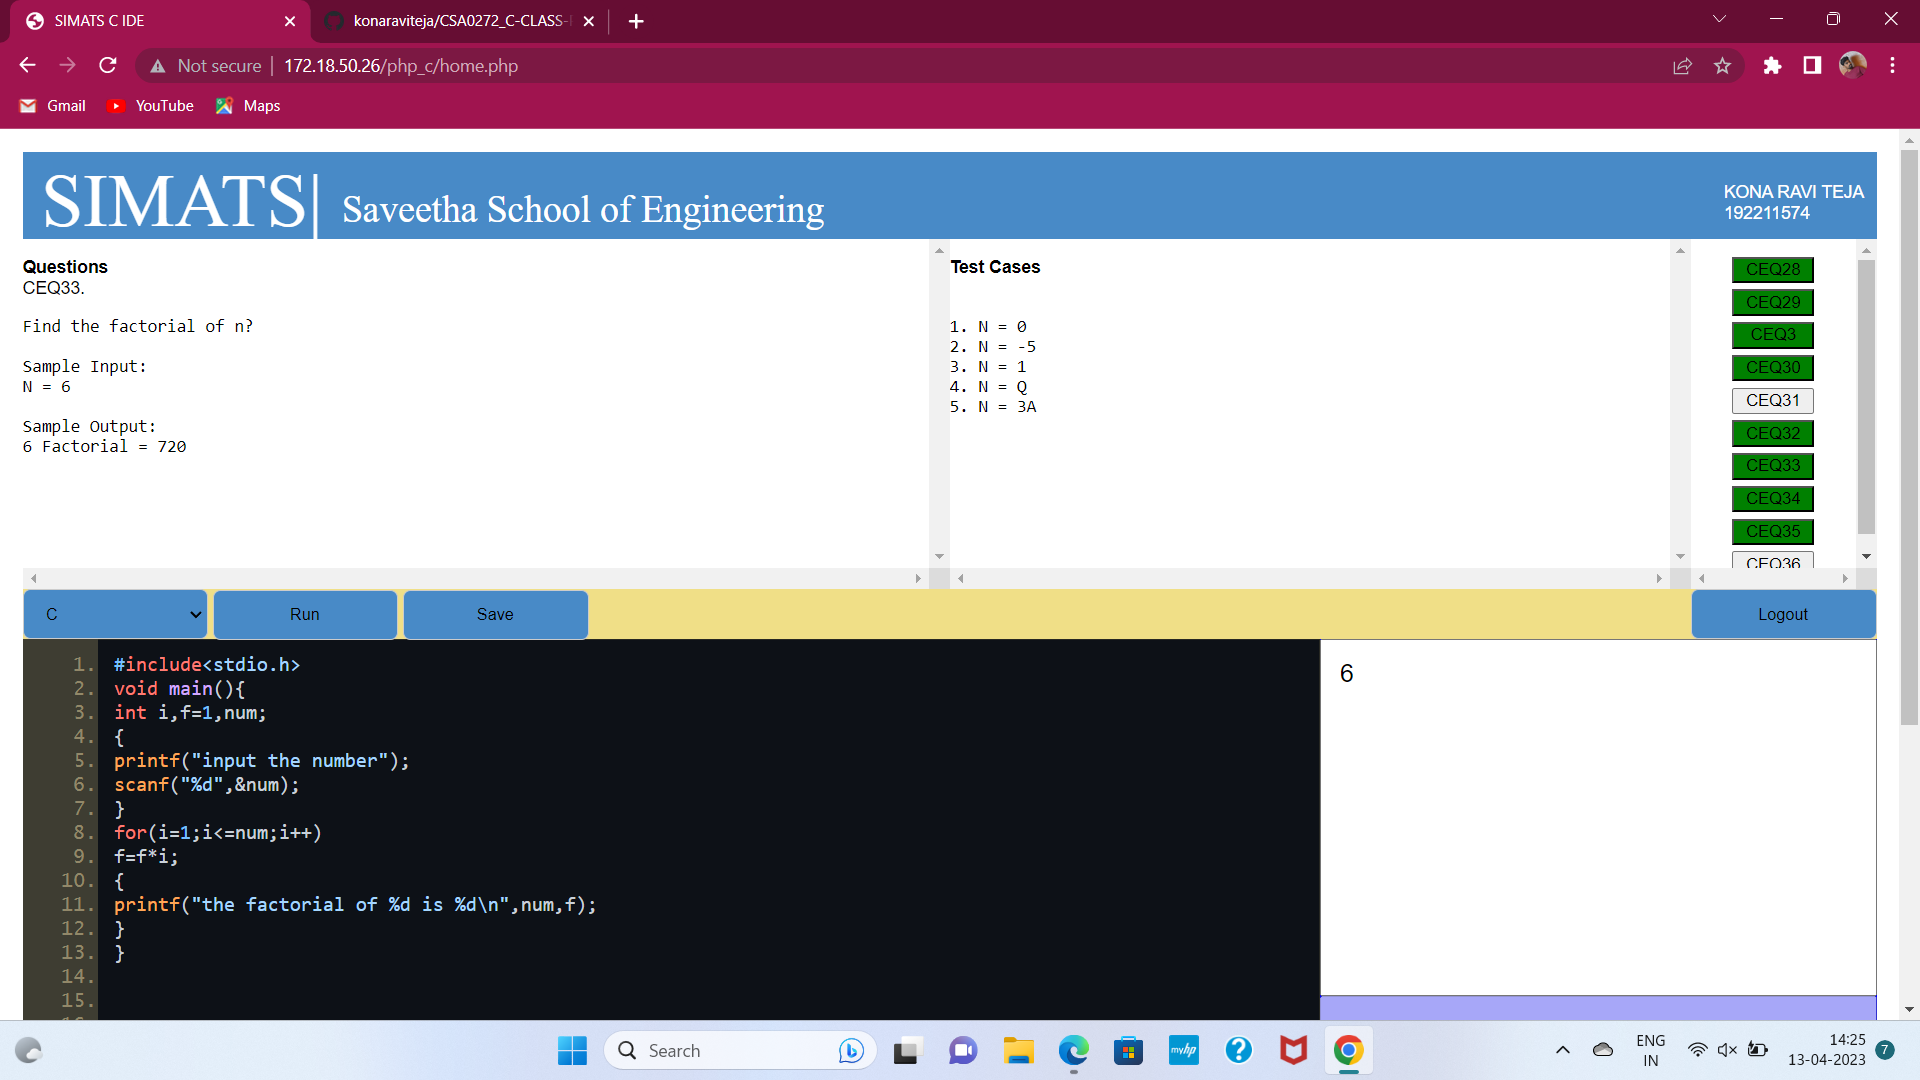 SIMATS C IDE
konaraviteja/CSA0272_C-CLASS-
Not secure
172.18.50.26/php_c/home.php
Gmail
YouTube
Maps
SIMATS| Saveetha School of Engineering
KONA RAVI TEJA
192211574
Questions
CEQ33.
Find the factorial of n?
Sample Input:
N = 6
Sample Output:
6 Factorial = 720
Test Cases
1. N = 0
2. N = -5
3. N = 1
4. N = Q
5. N = 3A
CEQ28
CEQ29
CEQ3
CEQ30
CEQ31
CEQ32
CEQ33
CEQ34
CEQ35
CEQ36
C
Run
Save
Logout
1. #include<stdio.h>
2. void main(){
3. int i,f=1,num;
4. {
5. printf("input the number");
6. scanf("%d",&num);
7. }
8. for(i=1;i<=num;i++)
9. f=f*i;
10. {
11. printf("the factorial of %d is %d\n",num,f);
12. }
13. }
14.
15.
6
Search
myhp
ENG
IN
14:25
13-04-2023
7